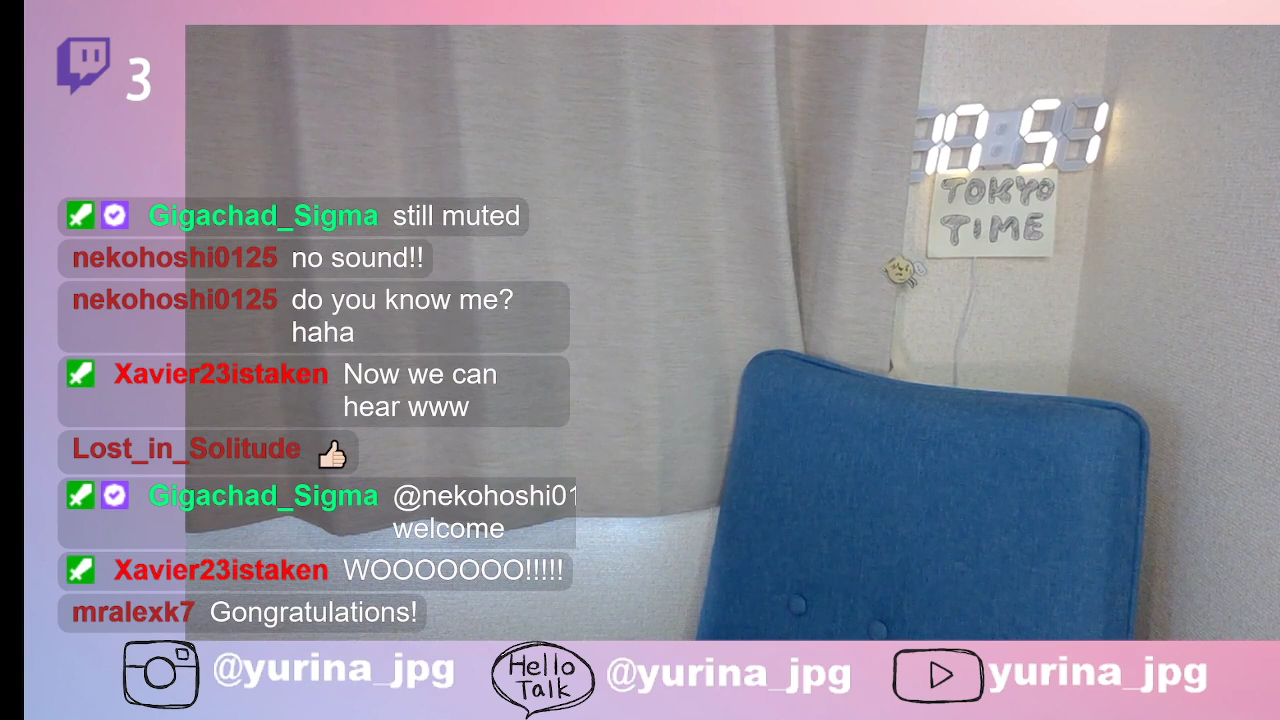 3
10:51
TOKYO
TIME
Gigachad_Sigma still muted
nekohoshi0125 no sound!!
nekohoshi0125 do you know me?
haha
Xavier23istaken Now we can
hear www
Lost_in_Solitude 👍🏻
Gigachad_Sigma @nekohoshi01
welcome
Xavier23istaken WOOOOOOO!!!!!
mralexk7 Gongratulations!
@yurina_jpg
Hello
Talk
@yurina_jpg
yurina_jpg